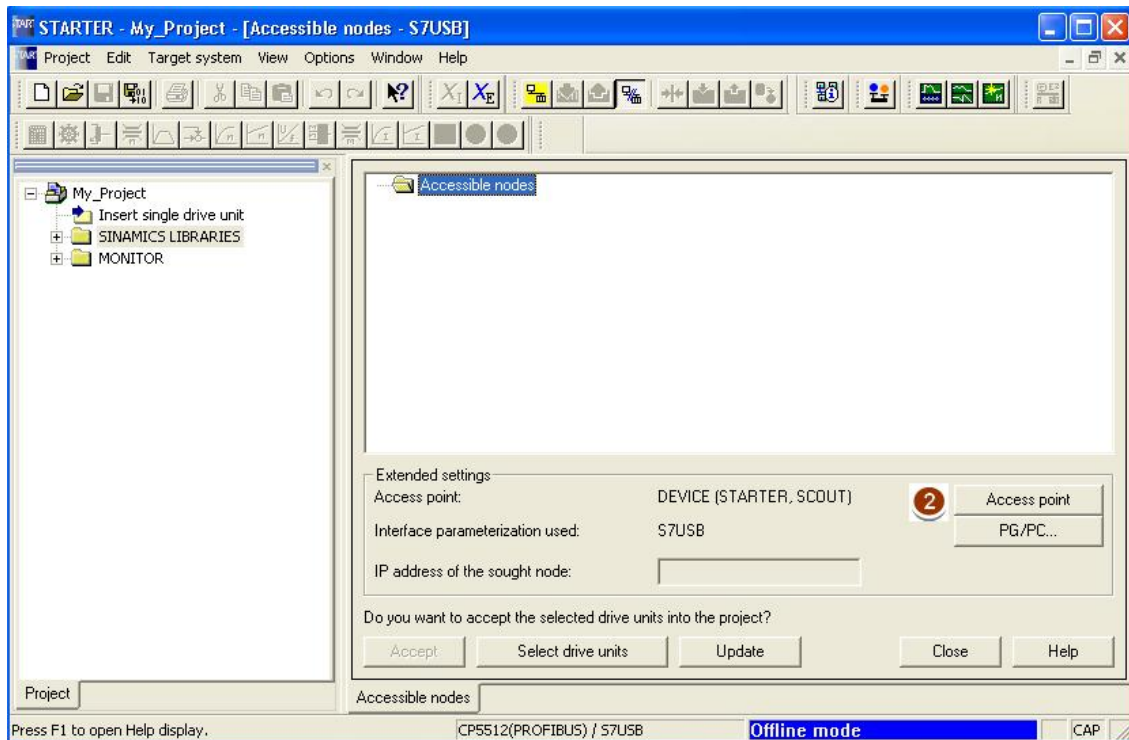 STARTER - My_Project - [Accessible nodes - S7USB]
Project Edit Target system View Options Window Help
My_Project
Insert single drive unit
SINAMICS LIBRARIES
MONITOR
Project
Accessible nodes
Extended settings
Access point: DEVICE (STARTER, SCOUT) 2 Access point
Interface parameterization used: S7USB PG/PC...
IP address of the sought node:
Do you want to accept the selected drive units into the project?
Accept Select drive units Update Close Help
Accessible nodes
Press F1 to open Help display. CP5512(PROFIBUS) / S7USB Offline mode CAP